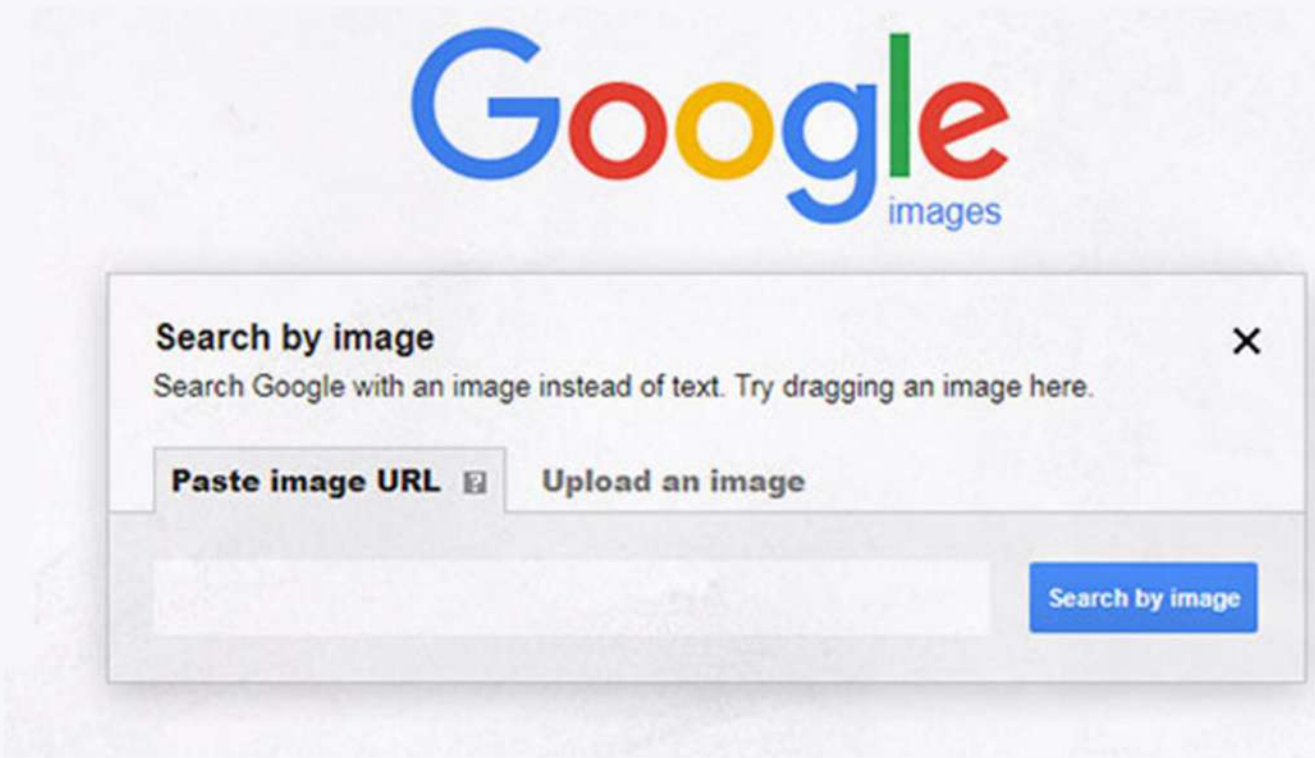 Google
images
Search by image
Search Google with an image instead of text. Try dragging an image here.
Paste image URL
Upload an image
Search by image